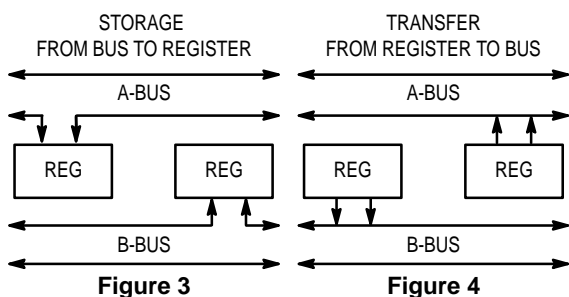 STORAGE
FROM BUS TO REGISTER
A-BUS
REG
REG
B-BUS
Figure 3
TRANSFER
FROM REGISTER TO BUS
A-BUS
REG
REG
B-BUS
Figure 4